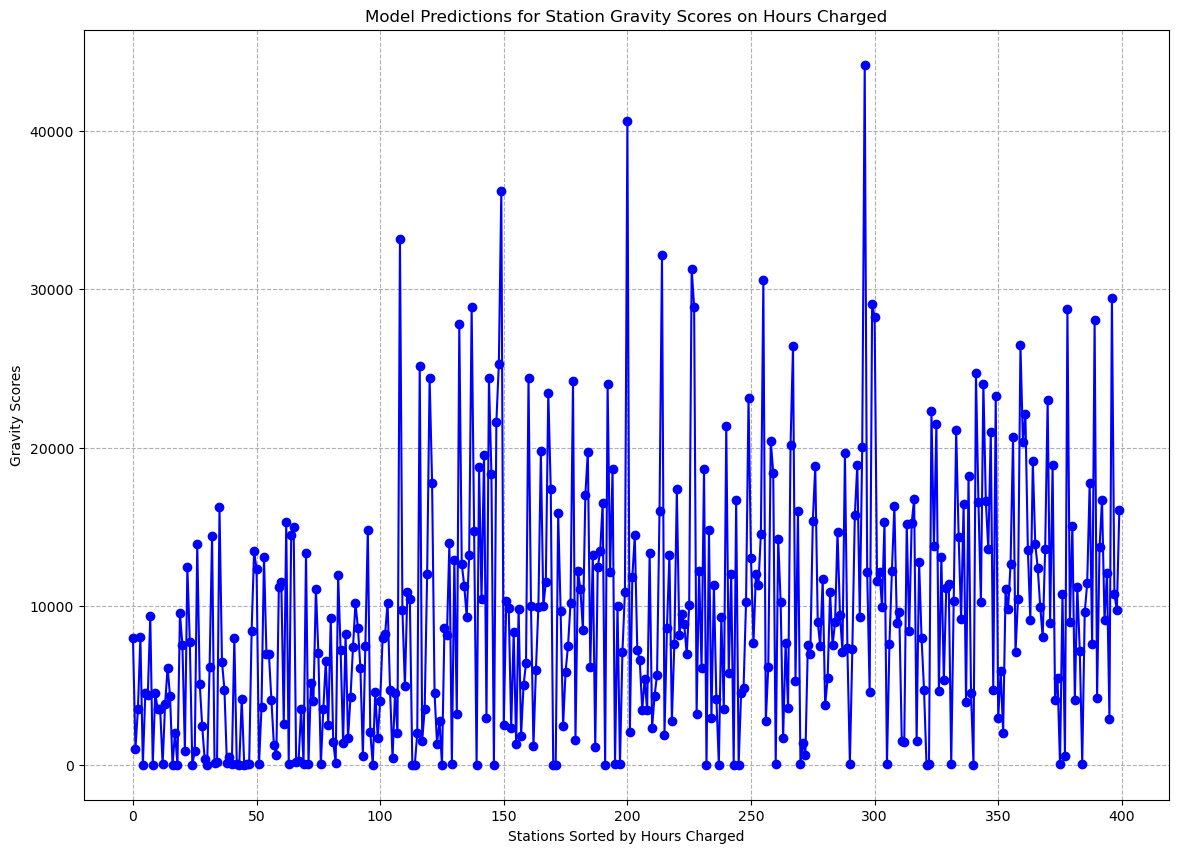 Model Predictions for Station Gravity Scores on Hours Charged
40000
30000
20000
10000
0
Gravity Scores
0 50 100 150 200 250 300 350 400
Stations Sorted by Hours Charged